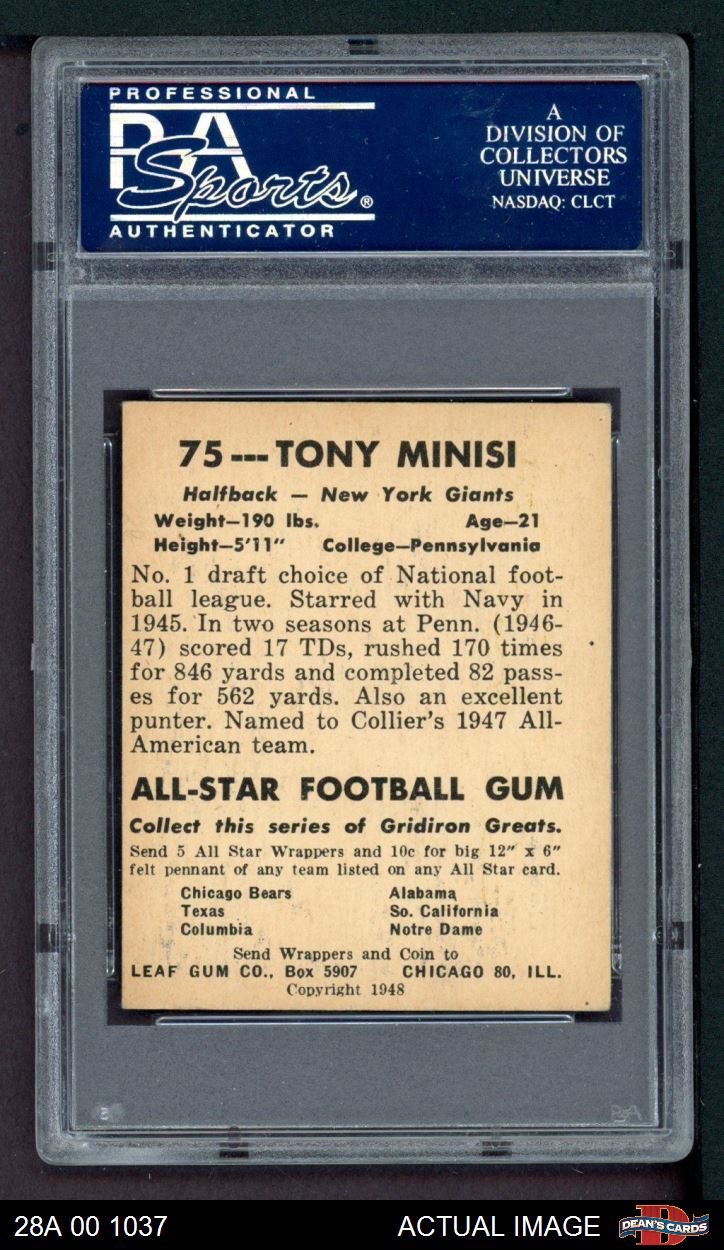 PROFESSIONAL
PSA
Sports®
AUTHENTICATOR
A
DIVISION OF
COLLECTORS
UNIVERSE
NASDAQ: CLCT
75---TONY MINISI
Halfback — New York Giants
Weight—190 lbs. Age—21
Height—5'11" College—Pennsylvania
No. 1 draft choice of National foot-
ball league. Starred with Navy in
1945. In two seasons at Penn. (1946-
47) scored 17 TDs, rushed 170 times
for 846 yards and completed 82 pass-
es for 562 yards. Also an excellent
punter. Named to Collier's 1947 All-
American team.
ALL-STAR FOOTBALL GUM
Collect this series of Gridiron Greats.
Send 5 All Star Wrappers and 10c for big 12" x 6"
felt pennant of any team listed on any All Star card.
Chicago Bears Alabama
Texas So. California
Columbia Notre Dame
Send Wrappers and Coin to
LEAF GUM CO., Box 5907 CHICAGO 80, ILL.
Copyright 1948
PSA
28A 00 1037 ACTUAL IMAGE DEAN'S CARDS